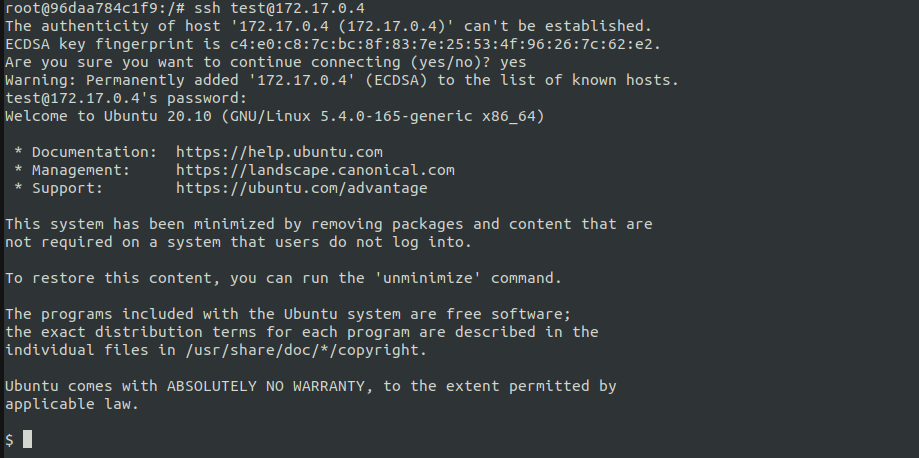 root@96daa784c1f9:/# ssh test@172.17.0.4
The authenticity of host '172.17.0.4 (172.17.0.4)' can't be established.
ECDSA key fingerprint is c4:e0:c8:7c:bc:8f:83:7e:25:53:4f:96:26:7c:62:e2.
Are you sure you want to continue connecting (yes/no)? yes
Warning: Permanently added '172.17.0.4' (ECDSA) to the list of known hosts.
test@172.17.0.4's password:
Welcome to Ubuntu 20.10 (GNU/Linux 5.4.0-165-generic x86_64)

 * Documentation:  https://help.ubuntu.com
 * Management:     https://landscape.canonical.com
 * Support:        https://ubuntu.com/advantage

This system has been minimized by removing packages and content that are
not required on a system that users do not log into.

To restore this content, you can run the 'unminimize' command.

The programs included with the Ubuntu system are free software;
the exact distribution terms for each program are described in the
individual files in /usr/share/doc/*/copyright.

Ubuntu comes with ABSOLUTELY NO WARRANTY, to the extent permitted by
applicable law.

$